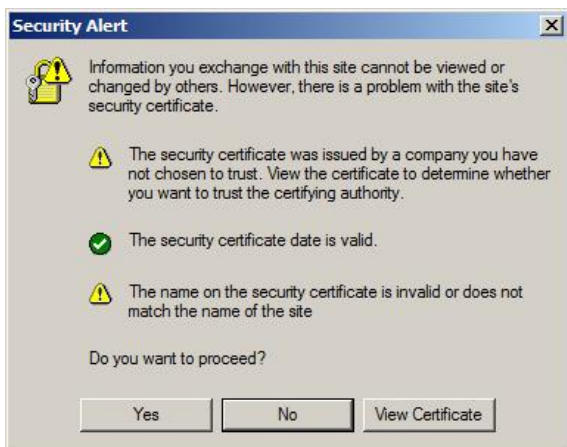 Security Alert
Information you exchange with this site cannot be viewed or
changed by others. However, there is a problem with the site's
security certificate.
The security certificate was issued by a company you have
not chosen to trust. View the certificate to determine whether
you want to trust the certifying authority.
The security certificate date is valid.
The name on the security certificate is invalid or does not
match the name of the site
Do you want to proceed?
Yes No View Certificate